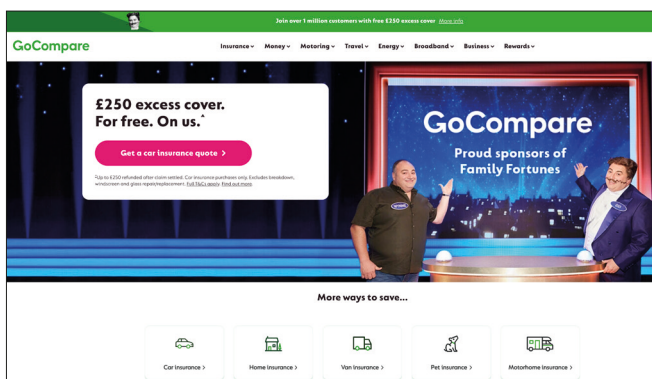 Join over 1 million customers with free £250 excess cover More info
GoCompare
Insurance Money Motoring Travel Energy Broadband Business Rewards
£250 excess cover.
For free. On us.^
Get a car insurance quote >
^Up to £250 refunded after claim settled. Car insurance purchases only. Excludes breakdown,
windscreen and glass repair/replacement. Full T&Cs apply. Find out more.
GoCompare
Proud sponsors of
Family Fortunes
More ways to save...
Car insurance >
Home insurance >
Van insurance >
Pet insurance >
Motorhome insurance >